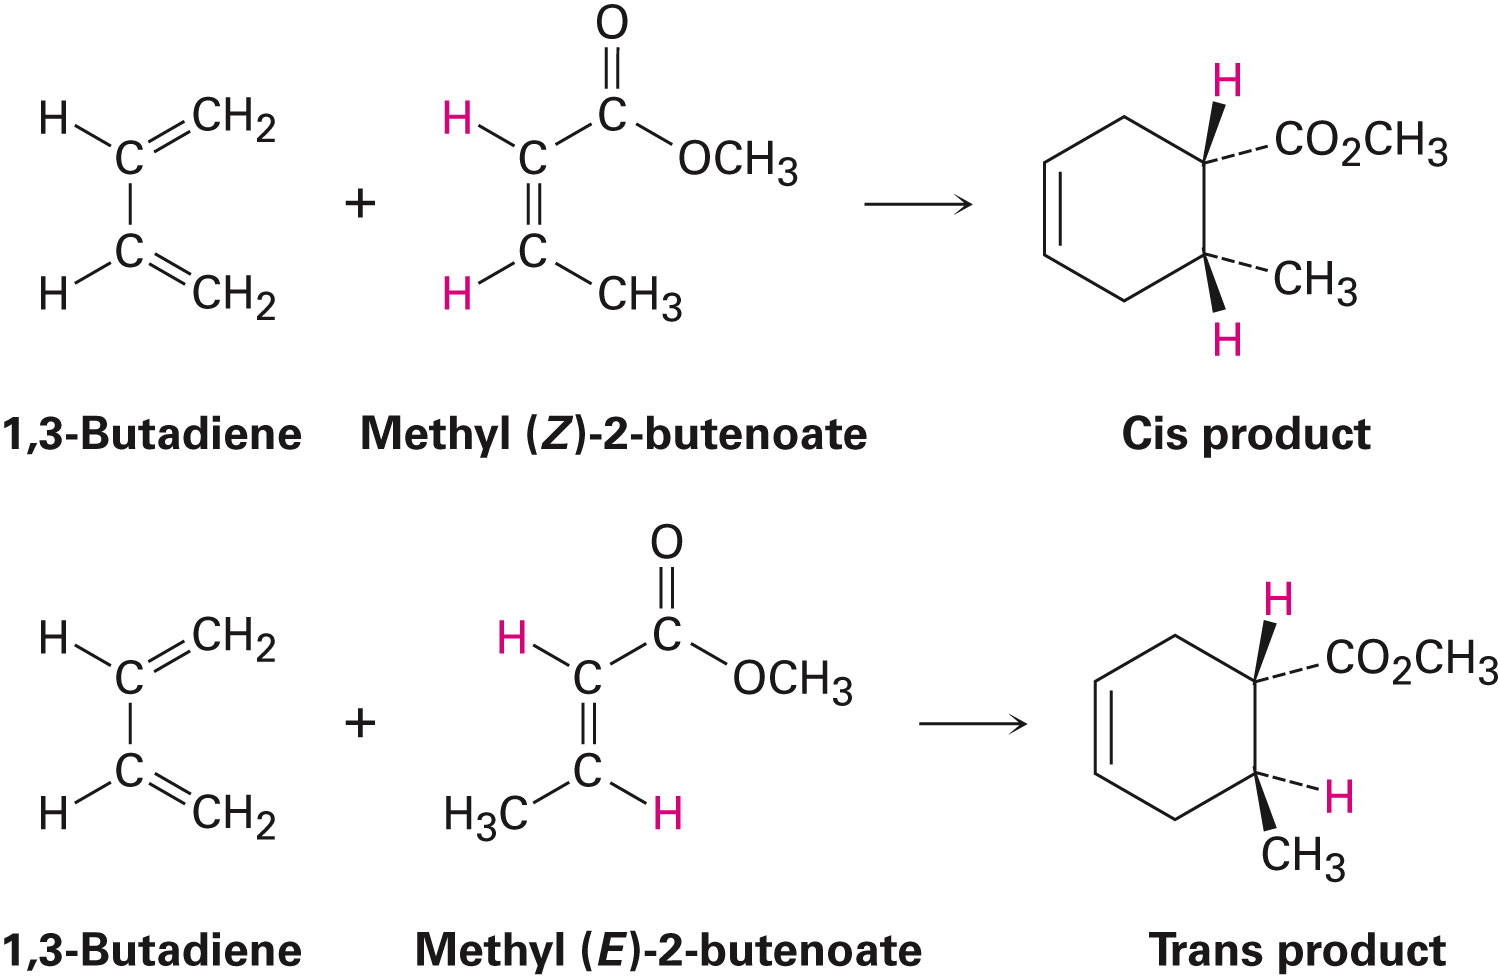 O
H
CH2
H
C
H
CO2CH3
C
C
OCH3
+
C
C
CH3
H
CH2
H
CH3
H
1,3-Butadiene
Methyl (Z)-2-butenoate
Cis product
O
H
CH2
H
C
H
CO2CH3
C
C
OCH3
+
C
C
H
H
CH2
H3C
H
CH3
1,3-Butadiene
Methyl (E)-2-butenoate
Trans product